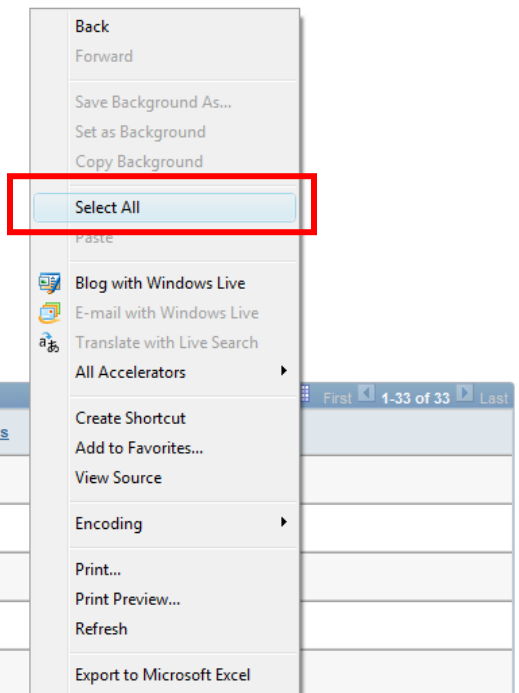 Back
Forward
Save Background As...
Set as Background
Copy Background
Select All
Paste
Blog with Windows Live
E-mail with Windows Live
Translate with Live Search
All Accelerators
First 1-33 of 33 Last
s
Create Shortcut
Add to Favorites...
View Source
Encoding
Print...
Print Preview...
Refresh
Export to Microsoft Excel